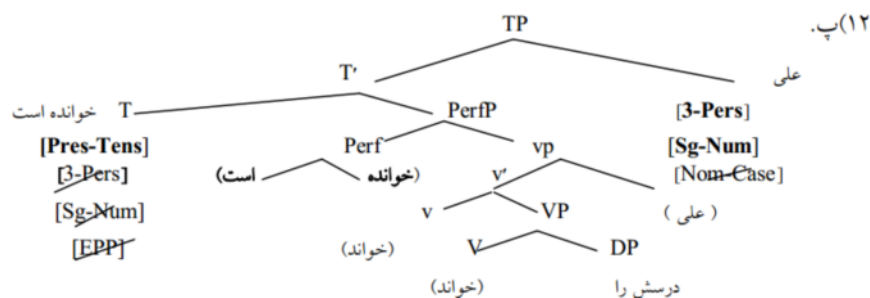 ۱۲)پ.
TP
T′ علی
خوانده است T PerfP [3-Pers]
[Pres-Tens] Perf vp [Sg-Num]
[3-Pers] (است خوانده) v′ [Nom-Case]
[Sg-Num] v VP (علی)
[EPP] (خواند) V DP
(خواند) درسش را